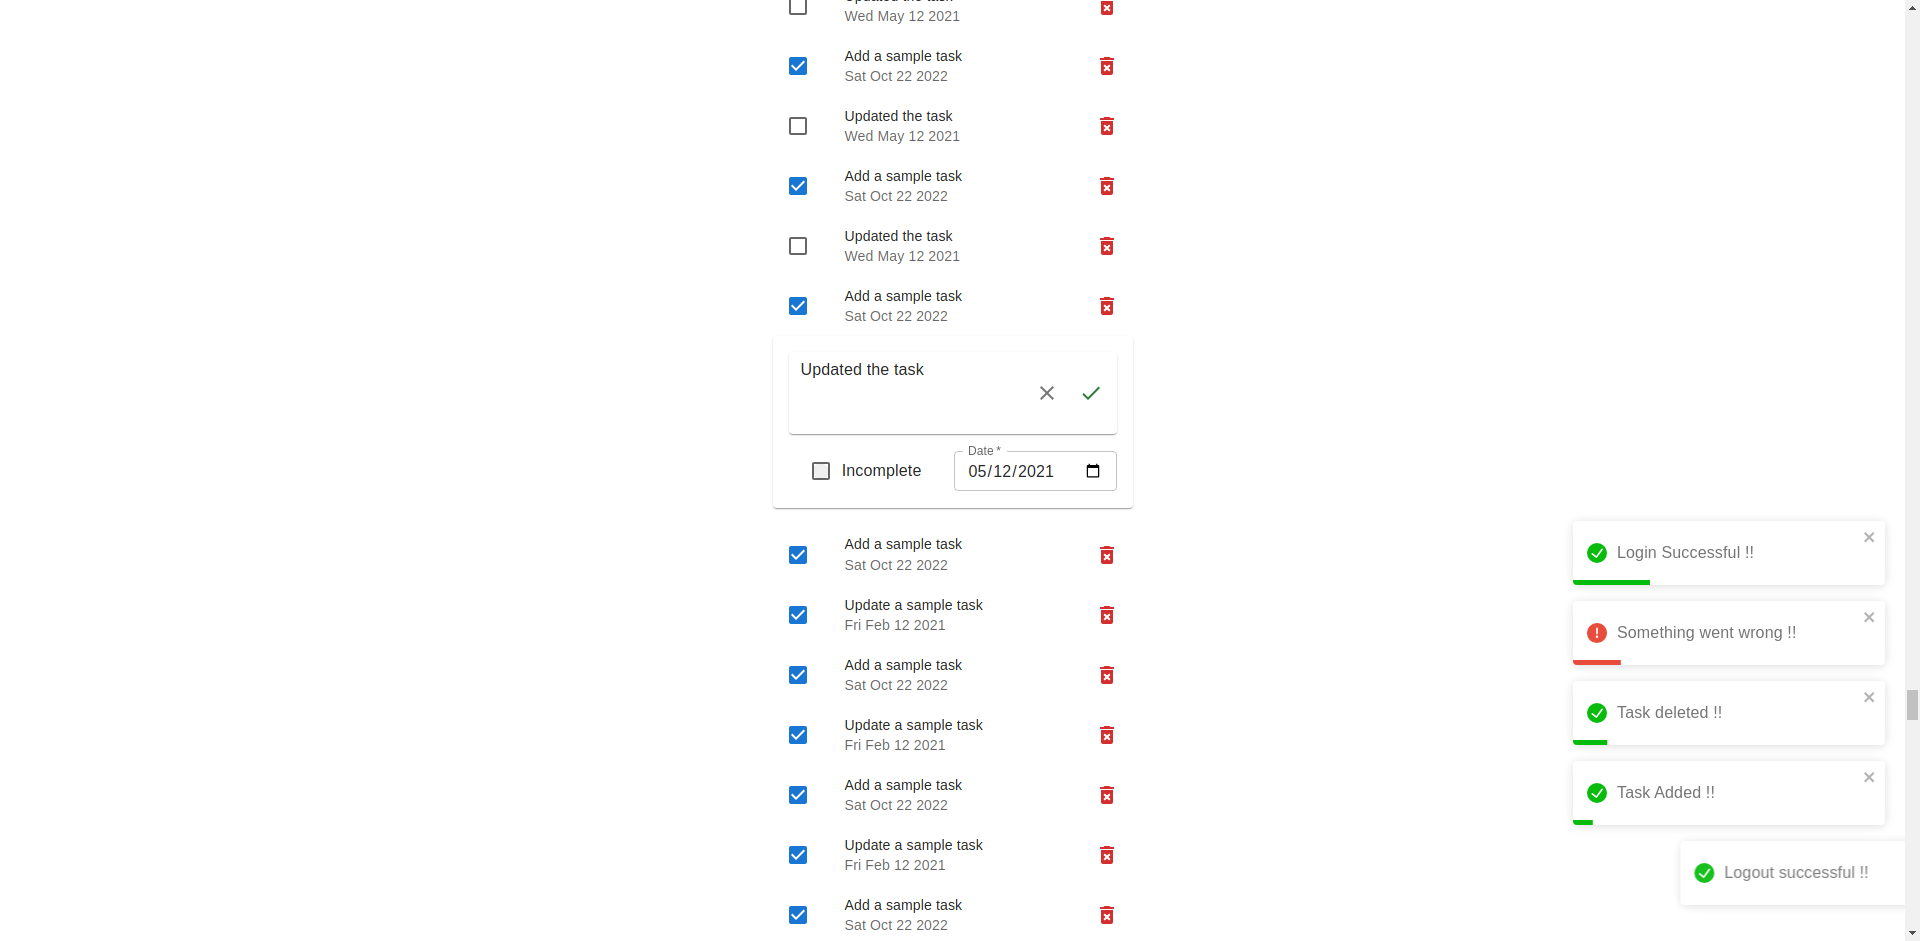 Updated the task
Wed May 12 2021
Add a sample task
Sat Oct 22 2022
Updated the task
Wed May 12 2021
Add a sample task
Sat Oct 22 2022
Updated the task
Wed May 12 2021
Add a sample task
Sat Oct 22 2022
Updated the task
Incomplete
Date *
05/12/2021
Add a sample task
Sat Oct 22 2022
Update a sample task
Fri Feb 12 2021
Add a sample task
Sat Oct 22 2022
Update a sample task
Fri Feb 12 2021
Add a sample task
Sat Oct 22 2022
Update a sample task
Fri Feb 12 2021
Add a sample task
Sat Oct 22 2022
Login Successful !!
Something went wrong !!
Task deleted !!
Task Added !!
Logout successful !!